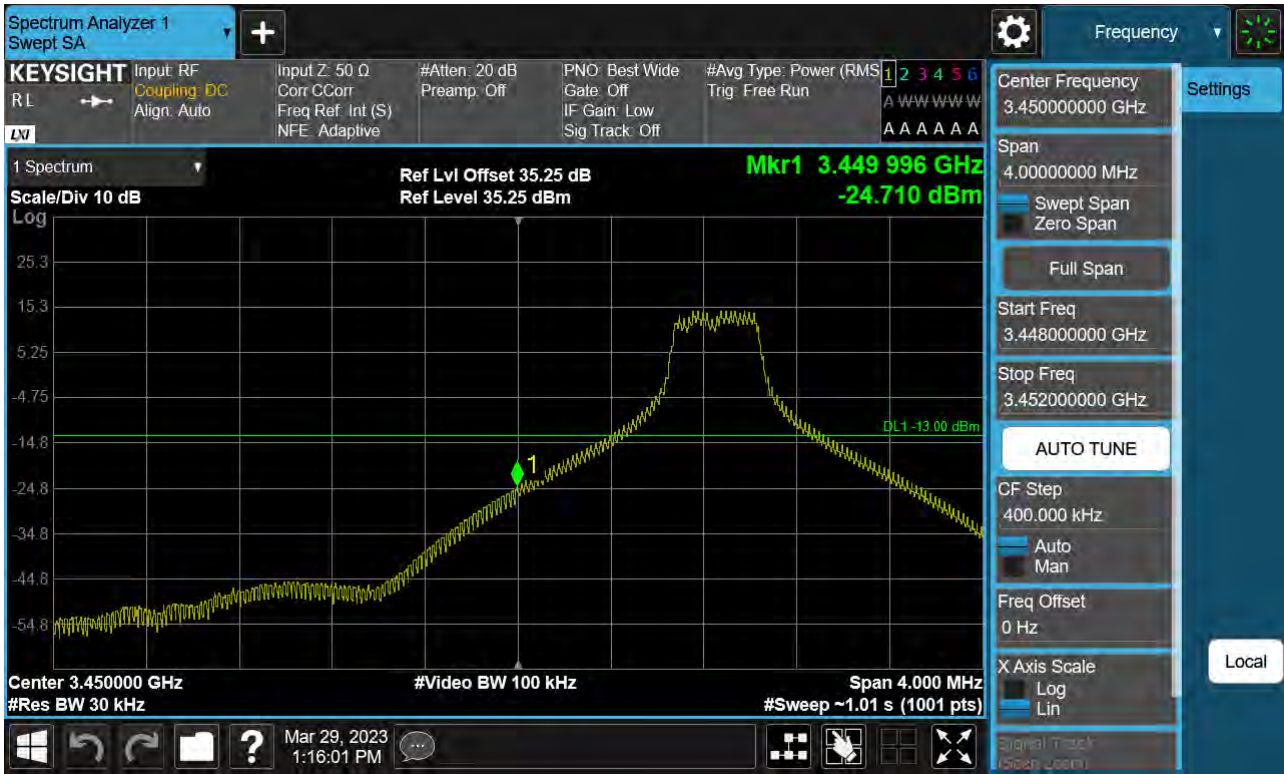 Spectrum Analyzer 1
Swept SA
+
Frequency
KEYSIGHT
RL
LXI
Input: RF
Coupling: DC
Align: Auto
Input Z: 50 Ω
Corr CCorr
Freq Ref: Int (S)
NFE: Adaptive
#Atten: 20 dB
Preamp: Off
PNO: Best Wide
Gate: Off
IF Gain: Low
Sig Track: Off
#Avg Type: Power (RMS
Trig: Free Run
1 2 3 4 5 6
A W W W W W
A A A A A A
1 Spectrum
Scale/Div 10 dB
Log
Ref Lvl Offset 35.25 dB
Ref Level 35.25 dBm
Mkr1 3.449 996 GHz
-24.710 dBm
25.3
15.3
5.25
-4.75
-14.8
-24.8
-34.8
-44.8
-54.8
1
DL1 -13.00 dBm
Center 3.450000 GHz
#Res BW 30 kHz
#Video BW 100 kHz
Span 4.000 MHz
#Sweep ~1.01 s (1001 pts)
Center Frequency
3.450000000 GHz
Span
4.00000000 MHz
Swept Span
Zero Span
Full Span
Start Freq
3.448000000 GHz
Stop Freq
3.452000000 GHz
AUTO TUNE
CF Step
400.000 kHz
Auto
Man
Freq Offset
0 Hz
X Axis Scale
Log
Lin
Signal Track
(Span Zoom)
Settings
Local
?
Mar 29, 2023
1:16:01 PM